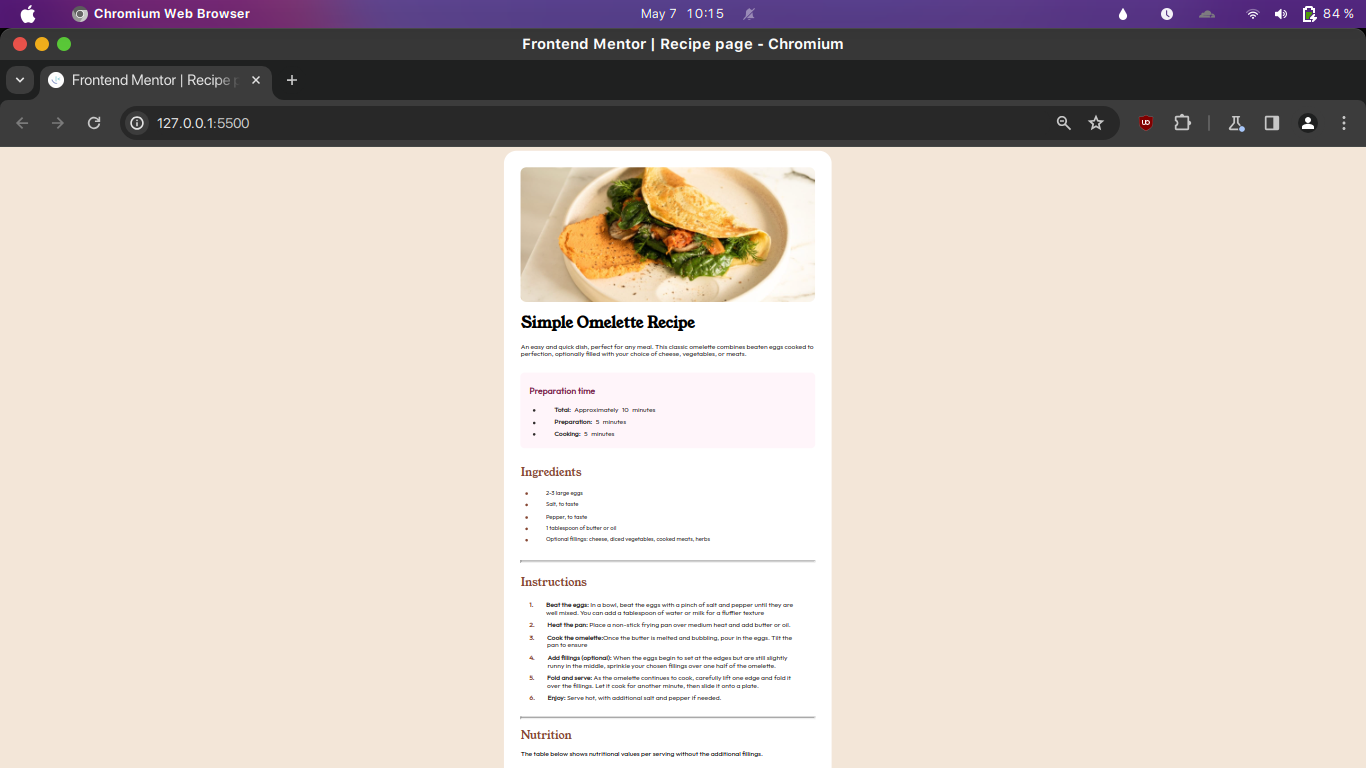 Chromium Web Browser
May 7 10:15
84 %
Frontend Mentor | Recipe page - Chromium
Frontend Mentor | Recipe p
127.0.0.1:5500
Simple Omelette Recipe
An easy and quick dish, perfect for any meal. This classic omelette combines beaten eggs cooked to
perfection, optionally filled with your choice of cheese, vegetables, or meats.
Preparation time
• Total: Approximately 10 minutes
• Preparation: 5 minutes
• Cooking: 5 minutes
Ingredients
• 2-3 large eggs
• Salt, to taste
• Pepper, to taste
• 1 tablespoon of butter or oil
• Optional fillings: cheese, diced vegetables, cooked meats, herbs
Instructions
1. Beat the eggs: In a bowl, beat the eggs with a pinch of salt and pepper until they are
well mixed. You can add a tablespoon of water or milk for a fluffier texture
2. Heat the pan: Place a non-stick frying pan over medium heat and add butter or oil.
3. Cook the omelette:Once the butter is melted and bubbling, pour in the eggs. Tilt the
pan to ensure
4. Add fillings (optional): When the eggs begin to set at the edges but are still slightly
runny in the middle, sprinkle your chosen fillings over one half of the omelette.
5. Fold and serve: As the omelette continues to cook, carefully lift one edge and fold it
over the fillings. Let it cook for another minute, then slide it onto a plate.
6. Enjoy: Serve hot, with additional salt and pepper if needed.
Nutrition
The table below shows nutritional values per serving without the additional fillings.